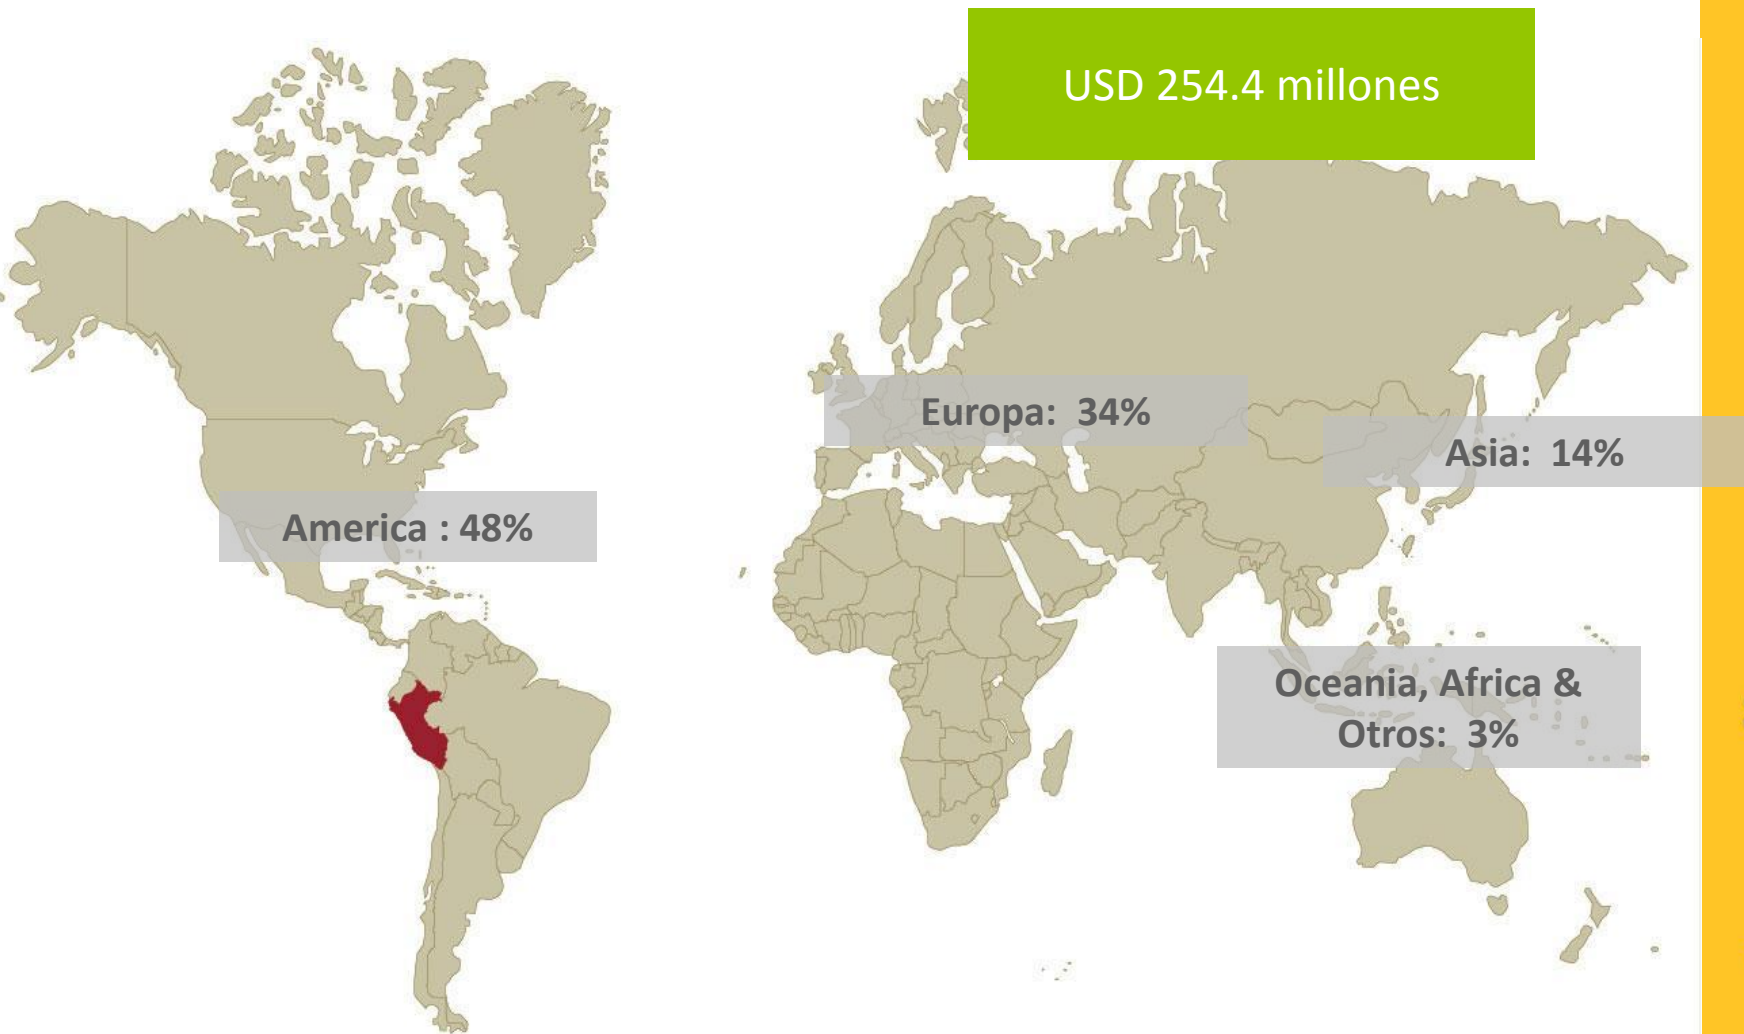 USD 254.4 millones
Europa: 34%
Asia: 14%
America : 48%
Oceania, Africa &
Otros: 3%